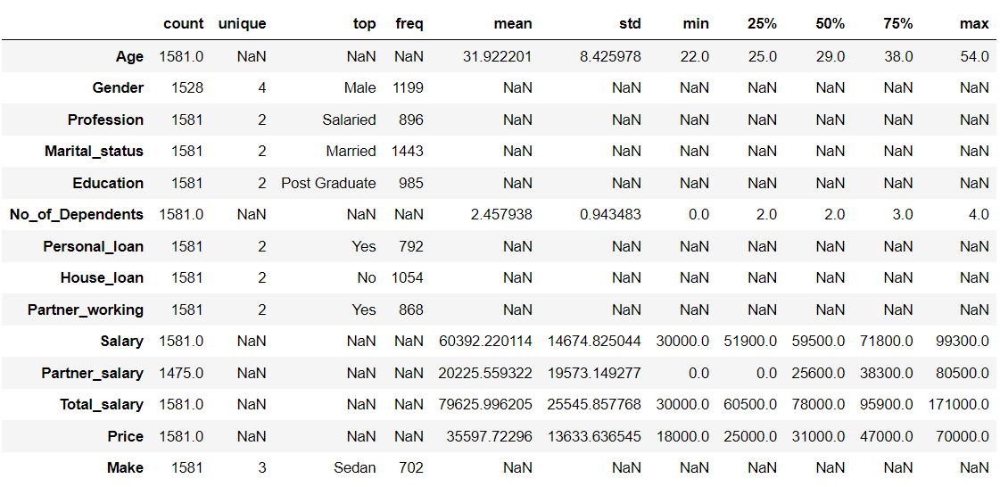 count unique top freq mean std min 25% 50% 75% max
Age 1581.0 NaN NaN NaN 31.922201 8.425978 22.0 25.0 29.0 38.0 54.0
Gender 1528 4 Male 1199 NaN NaN NaN NaN NaN NaN NaN
Profession 1581 2 Salaried 896 NaN NaN NaN NaN NaN NaN NaN
Marital_status 1581 2 Married 1443 NaN NaN NaN NaN NaN NaN NaN
Education 1581 2 Post Graduate 985 NaN NaN NaN NaN NaN NaN NaN
No_of_Dependents 1581.0 NaN NaN NaN 2.457938 0.943483 0.0 2.0 2.0 3.0 4.0
Personal_loan 1581 2 Yes 792 NaN NaN NaN NaN NaN NaN NaN
House_loan 1581 2 No 1054 NaN NaN NaN NaN NaN NaN NaN
Partner_working 1581 2 Yes 868 NaN NaN NaN NaN NaN NaN NaN
Salary 1581.0 NaN NaN NaN 60392.220114 14674.825044 30000.0 51900.0 59500.0 71800.0 99300.0
Partner_salary 1475.0 NaN NaN NaN 20225.559322 19573.149277 0.0 0.0 25600.0 38300.0 80500.0
Total_salary 1581.0 NaN NaN NaN 79625.996205 25545.857768 30000.0 60500.0 78000.0 95900.0 171000.0
Price 1581.0 NaN NaN NaN 35597.72296 13633.636545 18000.0 25000.0 31000.0 47000.0 70000.0
Make 1581 3 Sedan 702 NaN NaN NaN NaN NaN NaN NaN